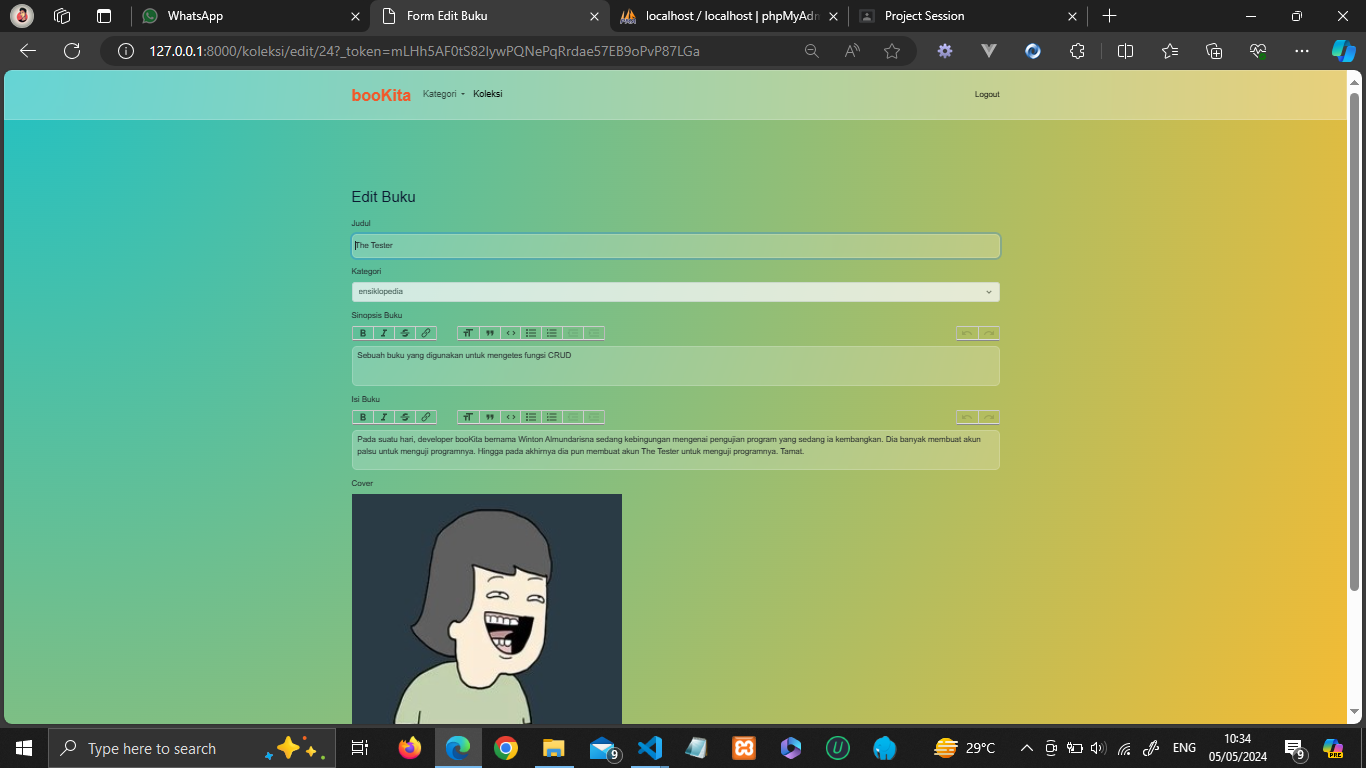 WhatsApp
Form Edit Buku
localhost / localhost | phpMyAdm
Project Session
127.0.0.1:8000/koleksi/edit/24?_token=mLHh5AF0tS82IywPQNePqRrdae57EB9oPvP87LGa
booKita Kategori Koleksi Logout
Edit Buku
Judul
The Tester
Kategori
ensiklopedia
Sinopsis Buku
Sebuah buku yang digunakan untuk mengetes fungsi CRUD
Isi Buku
Pada suatu hari, developer booKita bernama Winton Almundarisna sedang kebingungan mengenai pengujian program yang sedang ia kembangkan. Dia banyak membuat akun
palsu untuk menguji programnya. Hingga pada akhirnya dia pun membuat akun The Tester untuk menguji programnya. Tamat.
Cover
Type here to search
9
29°C
ENG
10:34
05/05/2024
9
PRE